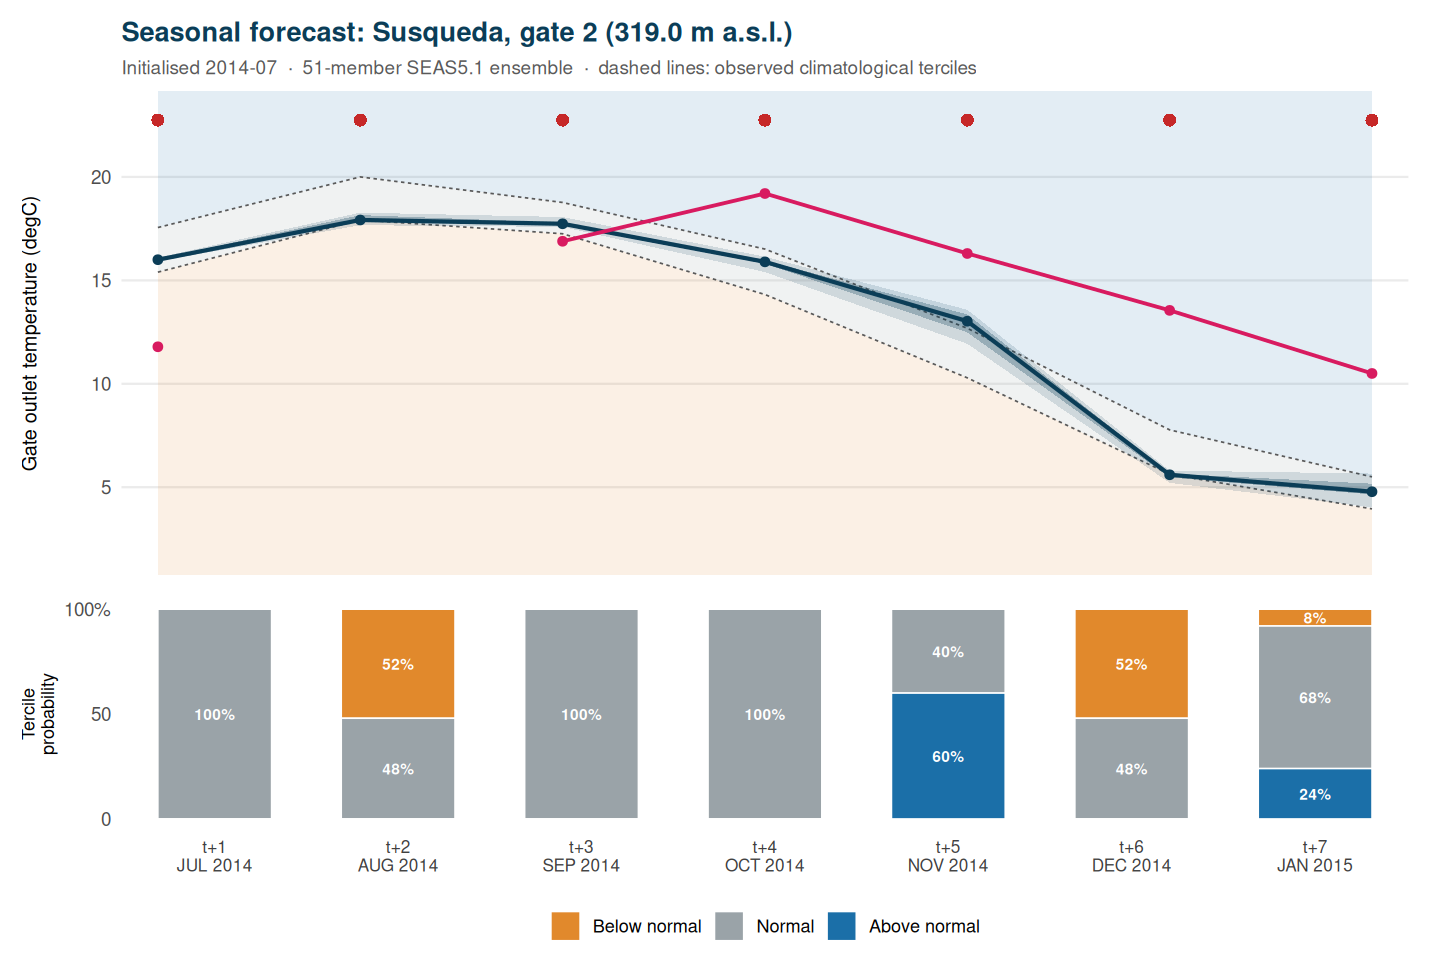 Seasonal forecast: Susqueda, gate 2 (319.0 m a.s.l.)
Initialised 2014-07 · 51-member SEAS5.1 ensemble · dashed lines: observed climatological terciles
Gate outlet temperature (degC)
20
15
10
5
Tercile
probability
100%
50
0
100%
52%
48%
100%
100%
40%
60%
52%
48%
8%
68%
24%
t+1
JUL 2014
t+2
AUG 2014
t+3
SEP 2014
t+4
OCT 2014
t+5
NOV 2014
t+6
DEC 2014
t+7
JAN 2015
Below normal
Normal
Above normal